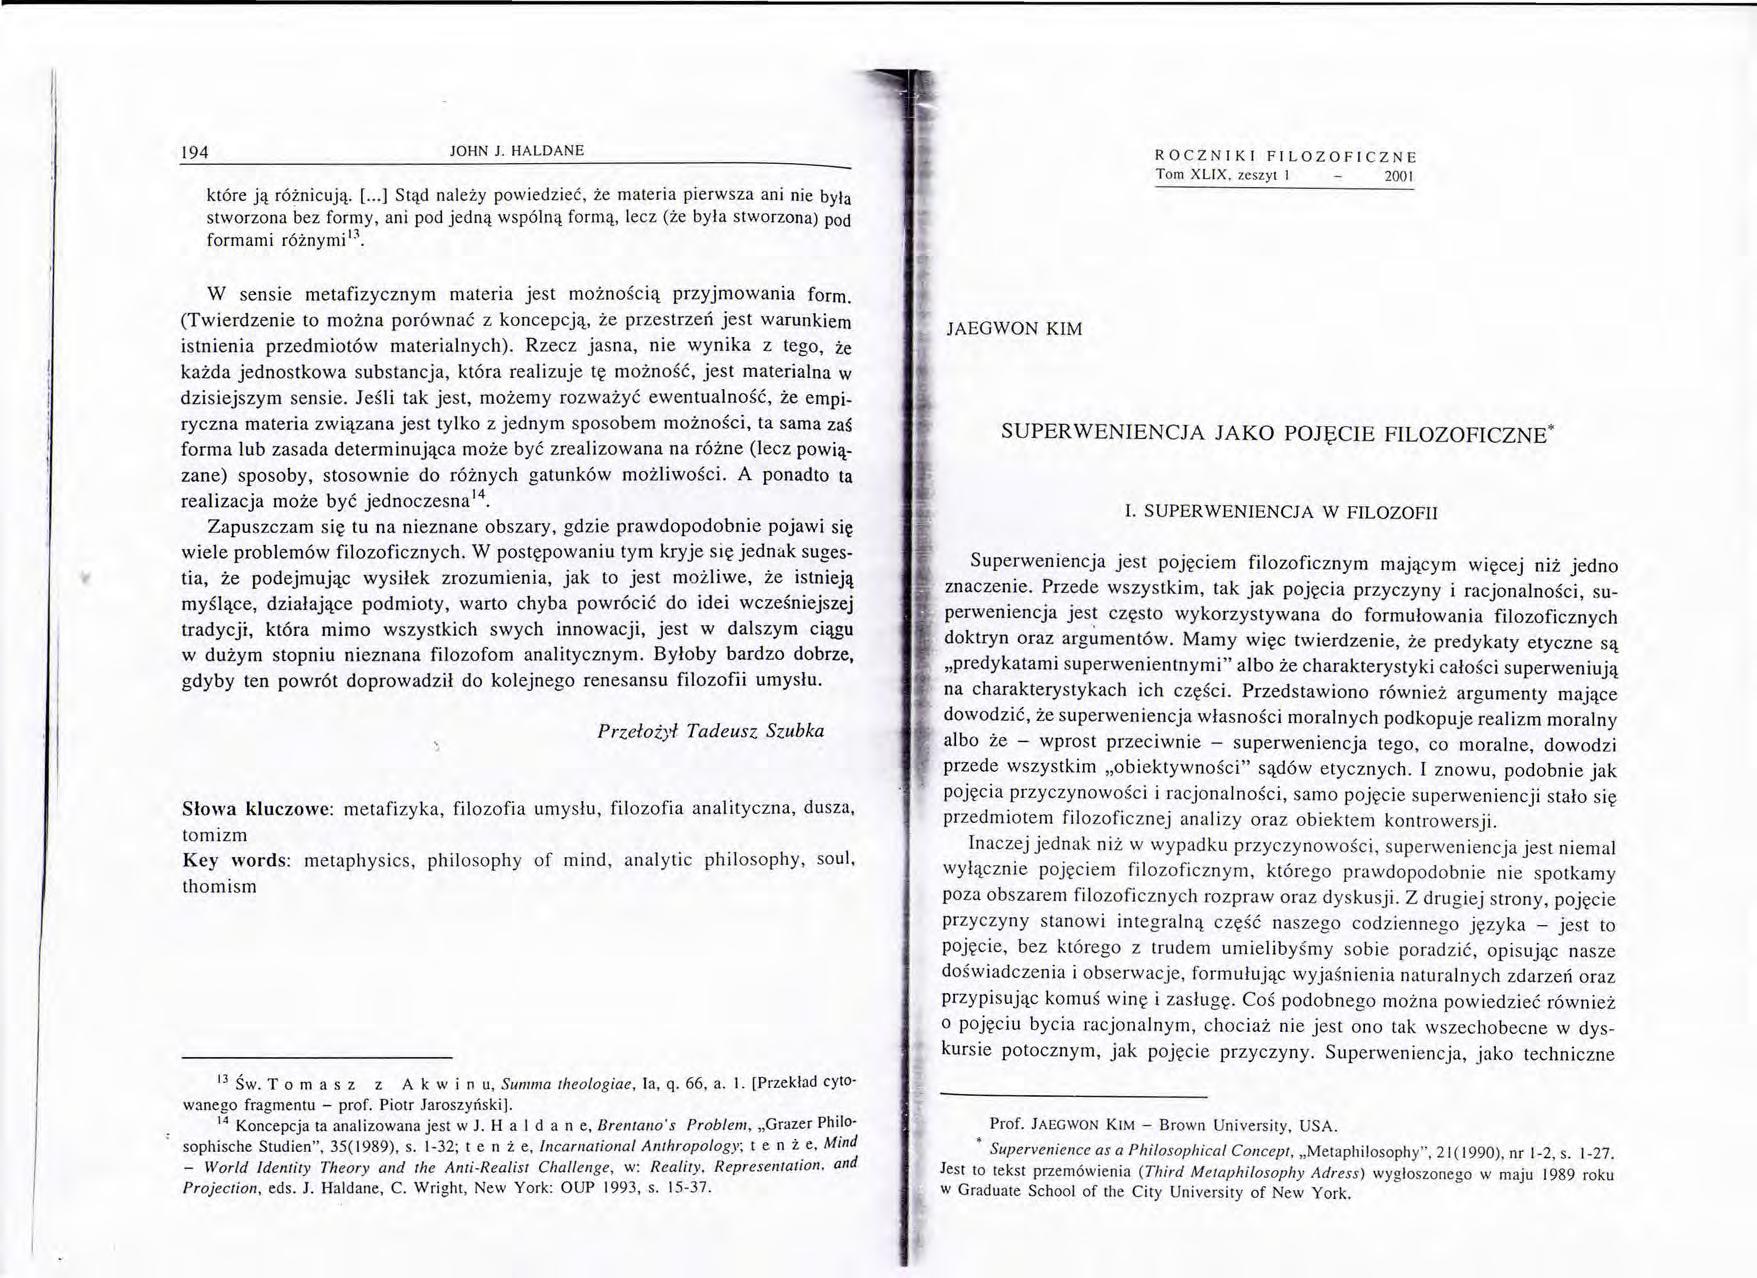 194
JOHN J. HALDANE
które ją różnicują. [...] Stąd należy powiedzieć, że materia pierwsza ani nie była
stworzona bez formy, ani pod jedną wspólną formą, lecz (że była stworzona) pod
formami różnymi¹³.
W sensie metafizycznym materia jest możnością przyjmowania form.
(Twierdzenie to można porównać z koncepcją, że przestrzeń jest warunkiem
istnienia przedmiotów materialnych). Rzecz jasna, nie wynika z tego, że
każda jednostkowa substancja, która realizuje tę możność, jest materialna w
dzisiejszym sensie. Jeśli tak jest, możemy rozważyć ewentualność, że empi-
ryczna materia związana jest tylko z jednym sposobem możności, ta sama zaś
forma lub zasada determinująca może być zrealizowana na różne (lecz powią-
zane) sposoby, stosownie do różnych gatunków możliwości. A ponadto ta
realizacja może być jednoczesna¹⁴.
Zapuszczam się tu na nieznane obszary, gdzie prawdopodobnie pojawi się
wiele problemów filozoficznych. W postępowaniu tym kryje się jednak suges-
tia, że podejmując wysiłek zrozumienia, jak to jest możliwe, że istnieją
myślące, działające podmioty, warto chyba powrócić do idei wcześniejszej
tradycji, która mimo wszystkich swych innowacji, jest w dalszym ciągu
w dużym stopniu nieznana filozofom analitycznym. Byłoby bardzo dobrze,
gdyby ten powrót doprowadził do kolejnego renesansu filozofii umysłu.
Przełożył Tadeusz Szubka
Słowa kluczowe: metafizyka, filozofia umysłu, filozofia analityczna, dusza,
tomizm
Key words: metaphysics, philosophy of mind, analytic philosophy, soul,
thomism
¹³ Św. Tomasz z Akwinu, Summa theologiae, Ia, q. 66, a. 1. [Przekład cyto-
wanego fragmentu – prof. Piotr Jaroszyński].
¹⁴ Koncepcja ta analizowana jest w J. Haldane, Brentano's Problem, „Grazer Philo-
sophische Studien”, 35(1989), s. 1-32; tenże, Incarnational Anthropology; tenże, Mind
– World Identity Theory and the Anti-Realist Challenge, w: Reality, Representation, and
Projection, eds. J. Haldane, C. Wright, New York: OUP 1993, s. 15-37.
ROCZNIKI FILOZOFICZNE
Tom XLIX, zeszyt 1 – 2001
JAEGWON KIM
SUPERWENIENCJA JAKO POJĘCIE FILOZOFICZNE*
I. SUPERWENIENCJA W FILOZOFII
Superweniencja jest pojęciem filozoficznym mającym więcej niż jedno
znaczenie. Przede wszystkim, tak jak pojęcia przyczyny i racjonalności, su-
perweniencja jest często wykorzystywana do formułowania filozoficznych
doktryn oraz argumentów. Mamy więc twierdzenie, że predykaty etyczne są
„predykatami superwenientnymi” albo że charakterystyki całości superweniują
na charakterystykach ich części. Przedstawiono również argumenty mające
dowodzić, że superweniencja własności moralnych podkopuje realizm moralny
albo że – wprost przeciwnie – superweniencja tego, co moralne, dowodzi
przede wszystkim „obiektywności” sądów etycznych. I znowu, podobnie jak
pojęcia przyczynowości i racjonalności, samo pojęcie superweniencji stało się
przedmiotem filozoficznej analizy oraz obiektem kontrowersji.
Inaczej jednak niż w wypadku przyczynowości, superweniencja jest niemal
wyłącznie pojęciem filozoficznym, którego prawdopodobnie nie spotkamy
poza obszarem filozoficznych rozpraw oraz dyskusji. Z drugiej strony, pojęcie
przyczyny stanowi integralną część naszego codziennego języka – jest to
pojęcie, bez którego z trudem umielibyśmy sobie poradzić, opisując nasze
doświadczenia i obserwacje, formułując wyjaśnienia naturalnych zdarzeń oraz
przypisując komuś winę i zasługę. Coś podobnego można powiedzieć również
o pojęciu bycia racjonalnym, chociaż nie jest ono tak wszechobecne w dys-
kursie potocznym, jak pojęcie przyczyny. Superweniencja, jako techniczne
Prof. JAEGWON KIM – Brown University, USA.
* Supervenience as a Philosophical Concept, „Metaphilosophy”, 21(1990), nr 1-2, s. 1-27.
Jest to tekst przemówienia (Third Metaphilosophy Adress) wygłoszonego w maju 1989 roku
w Graduate School of the City University of New York.